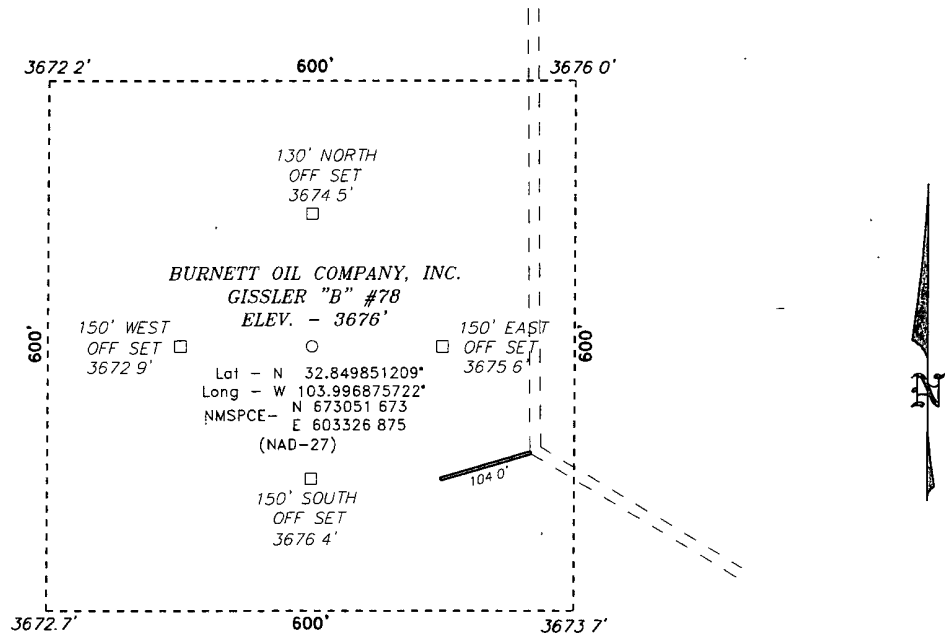 3672 2'
600'
3676 0'
130' NORTH
OFF SET
3674 5'
BURNETT OIL COMPANY, INC.
GISSLER "B" #78
ELEV. - 3676'
150' WEST
OFF SET
3672 9'
600'
150' EAST
OFF SET
3675 6'
600'
Lat - N 32.849851209°
Long - W 103.996875722°
NMSPCE- N 673051 673
E 603326 875
(NAD-27)
104 0'
150' SOUTH
OFF SET
3676 4'
3672.7'
600'
3673 7'
N